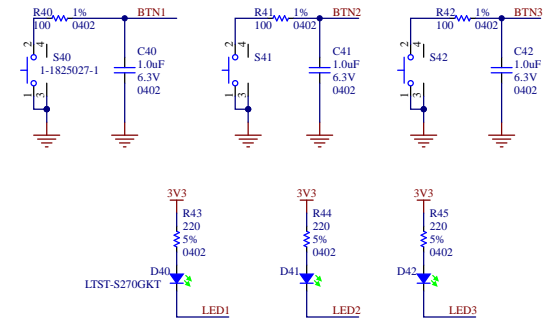 R40 1% BTN1
100 0402
2 4
S40
1-1825027-1
1 3
C40
1.0uF
6.3V
0402
R41 1% BTN2
100 0402
2 4
S41
1 3
C41
1.0uF
6.3V
0402
R42 1% BTN3
100 0402
2 4
S42
1 3
C42
1.0uF
6.3V
0402
3V3
R43
220
5%
0402
D40
LTST-S270GKT
LED1
3V3
R44
220
5%
0402
D41
LED2
3V3
R45
220
5%
0402
D42
LED3